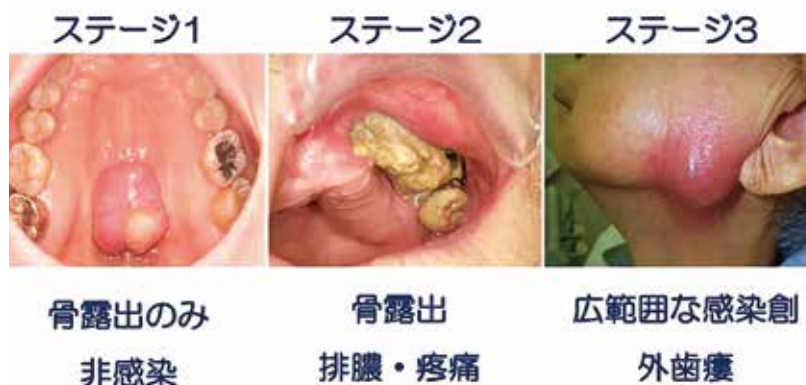 ステージ1
ステージ2
ステージ3
骨露出のみ
非感染
骨露出
排膿・疼痛
広範囲な感染創
外歯瘻